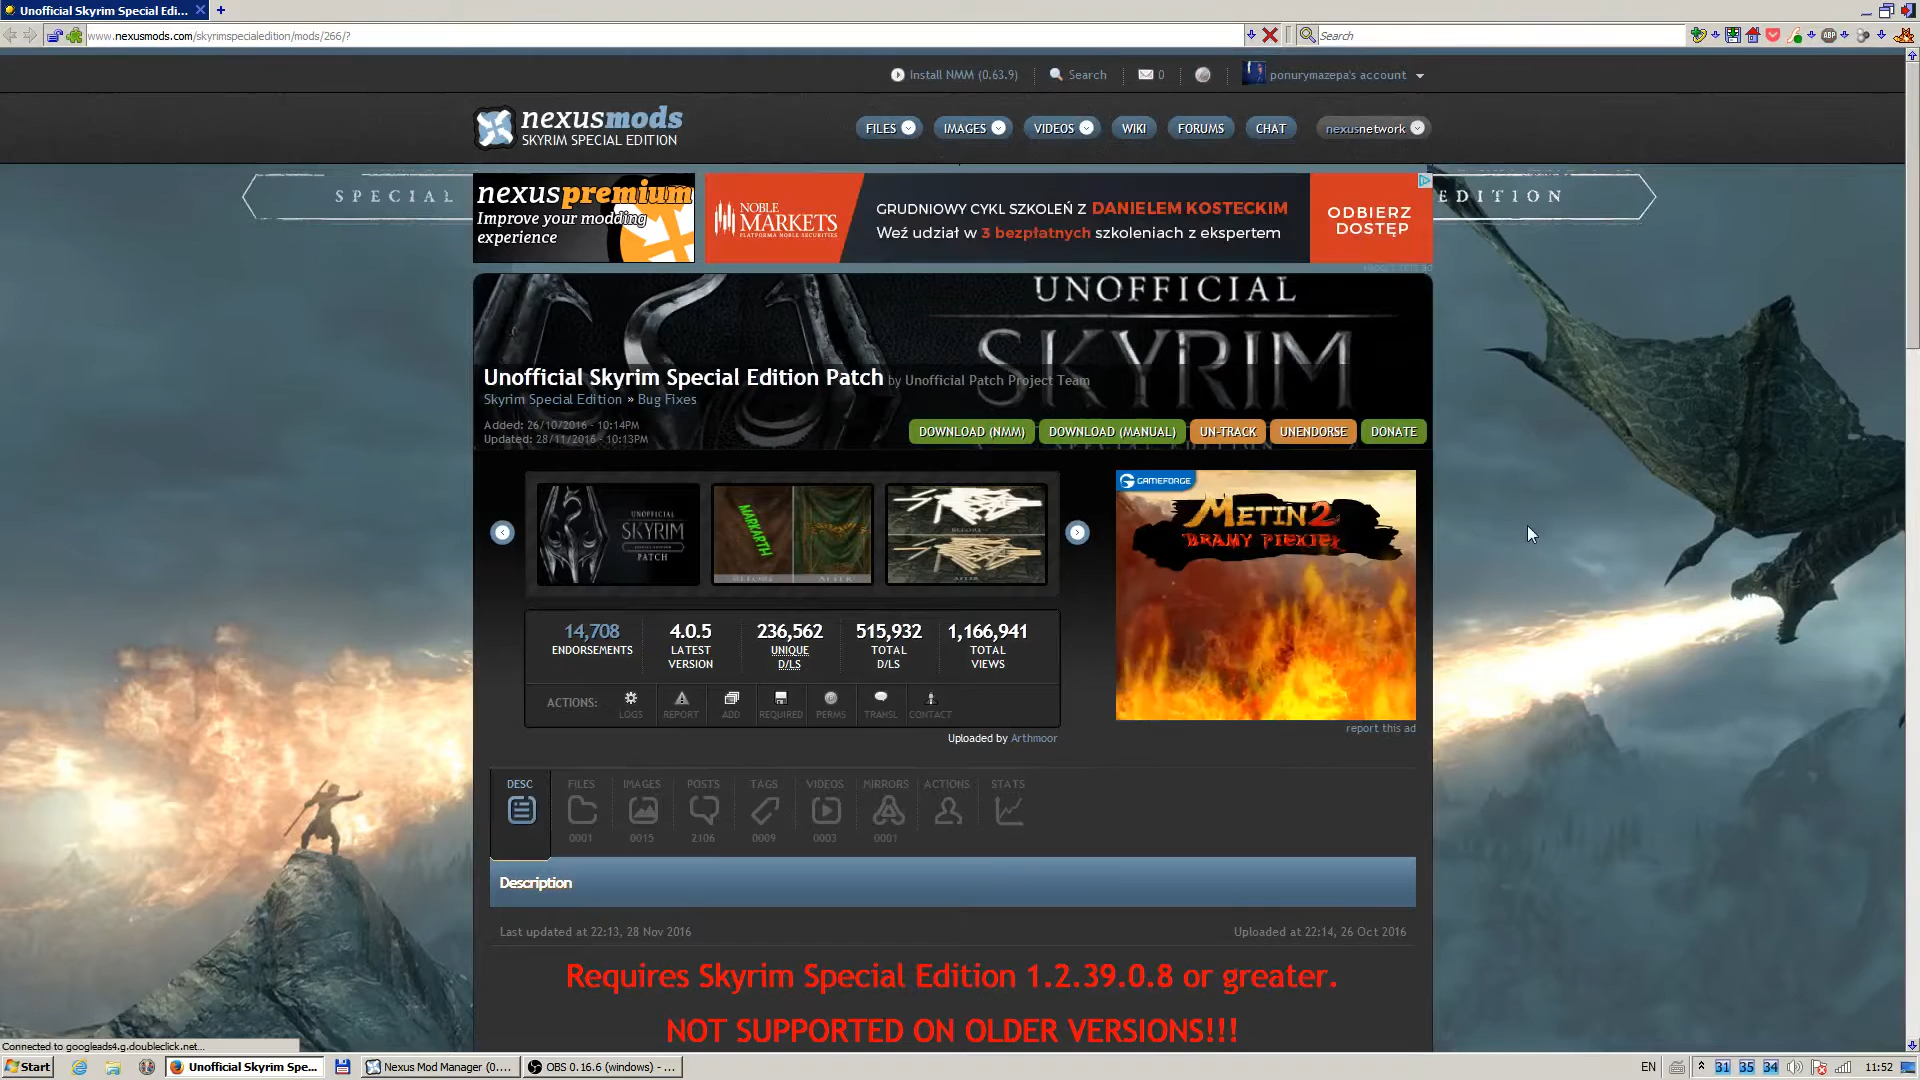 Unofficial Skyrim Special Edi...
www.nexusmods.com/skyrimspecialedition/mods/266/?
Search
Install NMM (0.63.9)
Search
0
ponurymazepa's account
nexusmods
SKYRIM SPECIAL EDITION
FILES
IMAGES
VIDEOS
WIKI
FORUMS
CHAT
nexusnetwork
SPECIAL
EDITION
nexuspremium
Improve your modding
experience
NOBLE
MARKETS
PLATFORMA NOBLE SECURITIES
GRUDNIOWY CYKL SZKOLEŃ Z DANIELEM KOSTECKIM
Weź udział w 3 bezpłatnych szkoleniach z ekspertem
ODBIERZ
DOSTĘP
UNOFFICIAL
SKYRIM
Unofficial Skyrim Special Edition Patch by Unofficial Patch Project Team
Skyrim Special Edition » Bug Fixes
Added: 26/10/2016 - 10:14PM
Updated: 28/11/2016 - 10:13PM
DOWNLOAD (NMM)
DOWNLOAD (MANUAL)
UN-TRACK
UNENDORSE
DONATE
UNOFFICIAL
SKYRIM
PATCH
MARKARTH
BEFORE
AFTER
BEFORE
AFTER
GAMEFORGE
METIN2
BRAMY PIEKIEŁ
report this ad
14,708
ENDORSEMENTS
4.0.5
LATEST
VERSION
236,562
UNIQUE
D/LS
515,932
TOTAL
D/LS
1,166,941
TOTAL
VIEWS
ACTIONS:
LOGS
REPORT
ADD
REQUIRED
PERMS
TRANSL
CONTACT
Uploaded by Arthmoor
DESC
FILES
0001
IMAGES
0015
POSTS
2106
TAGS
0009
VIDEOS
0003
MIRRORS
0001
ACTIONS
STATS
Description
Last updated at 22:13, 28 Nov 2016
Uploaded at 22:14, 26 Oct 2016
Requires Skyrim Special Edition 1.2.39.0.8 or greater.
NOT SUPPORTED ON OLDER VERSIONS!!!
Connected to googleads4.g.doubleclick.net...
Start
Unofficial Skyrim Spe...
Nexus Mod Manager (0....
OBS 0.16.6 (windows) - ...
EN
31
35
34
11:52